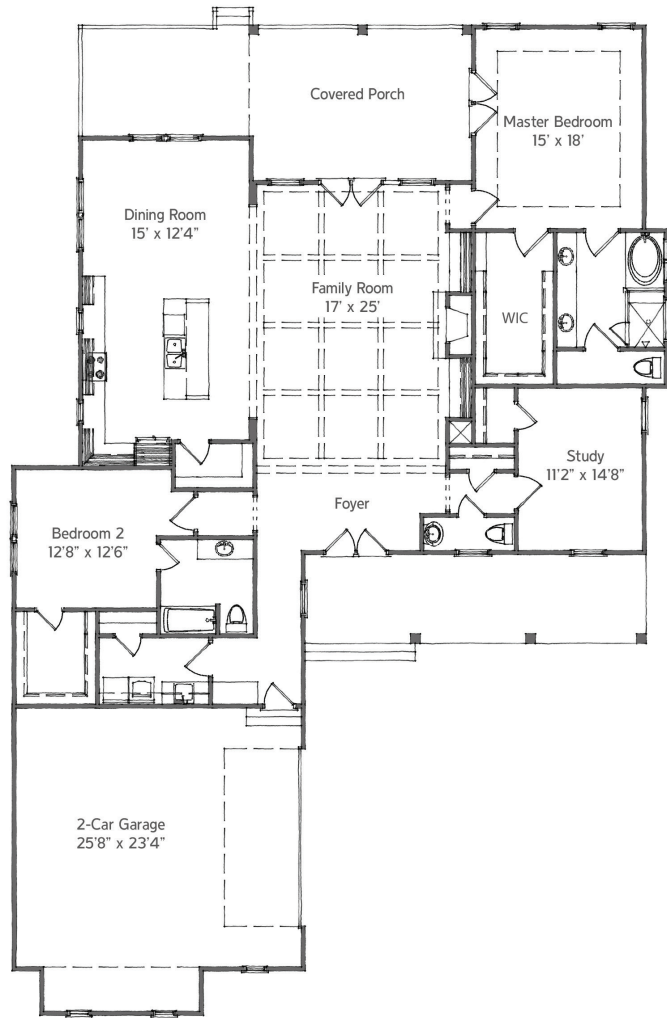 Covered Porch
Master Bedroom
15' x 18'
Dining Room
15' x 12'4"
Family Room
17' x 25'
WIC
Study
11'2" x 14'8"
Foyer
Bedroom 2
12'8" x 12'6"
2-Car Garage
25'8" x 23'4"